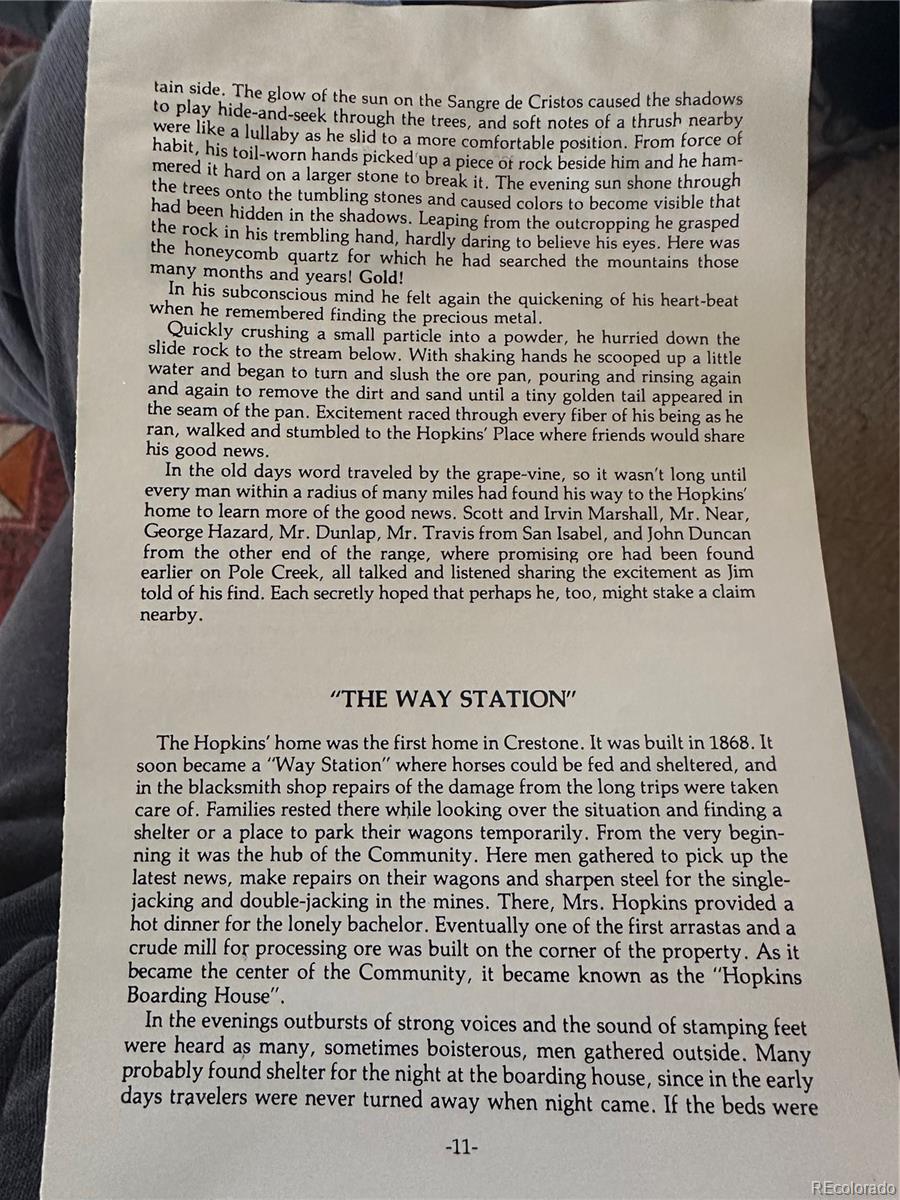 tain side. The glow of the sun on the Sangre de Cristos caused the shadows
to play hide-and-seek through the trees, and soft notes of a thrush nearby
were like a lullaby as he slid to a more comfortable position. From force of
habit, his toil-worn hands picked up a piece of rock beside him and he ham-
mered it hard on a larger stone to break it. The evening sun shone through
the trees onto the tumbling stones and caused colors to become visible that
had been hidden in the shadows. Leaping from the outcropping he grasped
the rock in his trembling hand, hardly daring to believe his eyes. Here was
the honeycomb quartz for which he had searched the mountains those
many months and years! Gold!
In his subconscious mind he felt again the quickening of his heart-beat
when he remembered finding the precious metal.
Quickly crushing a small particle into a powder, he hurried down the
slide rock to the stream below. With shaking hands he scooped up a little
water and began to turn and slush the ore pan, pouring and rinsing again
and again to remove the dirt and sand until a tiny golden tail appeared in
the seam of the pan. Excitement raced through every fiber of his being as he
ran, walked and stumbled to the Hopkins' Place where friends would share
his good news.
In the old days word traveled by the grape-vine, so it wasn't long until
every man within a radius of many miles had found his way to the Hopkins'
home to learn more of the good news. Scott and Irvin Marshall, Mr. Near,
George Hazard, Mr. Dunlap, Mr. Travis from San Isabel, and John Duncan
from the other end of the range, where promising ore had been found
earlier on Pole Creek, all talked and listened sharing the excitement as Jim
told of his find. Each secretly hoped that perhaps he, too, might stake a claim
nearby.
"THE WAY STATION"
The Hopkins' home was the first home in Crestone. It was built in 1868. It
soon became a "Way Station" where horses could be fed and sheltered, and
in the blacksmith shop repairs of the damage from the long trips were taken
care of. Families rested there while looking over the situation and finding a
shelter or a place to park their wagons temporarily. From the very begin-
ning it was the hub of the Community. Here men gathered to pick up the
latest news, make repairs on their wagons and sharpen steel for the single-
jacking and double-jacking in the mines. There, Mrs. Hopkins provided a
hot dinner for the lonely bachelor. Eventually one of the first arrastas and a
crude mill for processing ore was built on the corner of the property. As it
became the center of the Community, it became known as the "Hopkins
Boarding House".
In the evenings outbursts of strong voices and the sound of stamping feet
were heard as many, sometimes boisterous, men gathered outside. Many
probably found shelter for the night at the boarding house, since in the early
days travelers were never turned away when night came. If the beds were
-11-
REcolorado